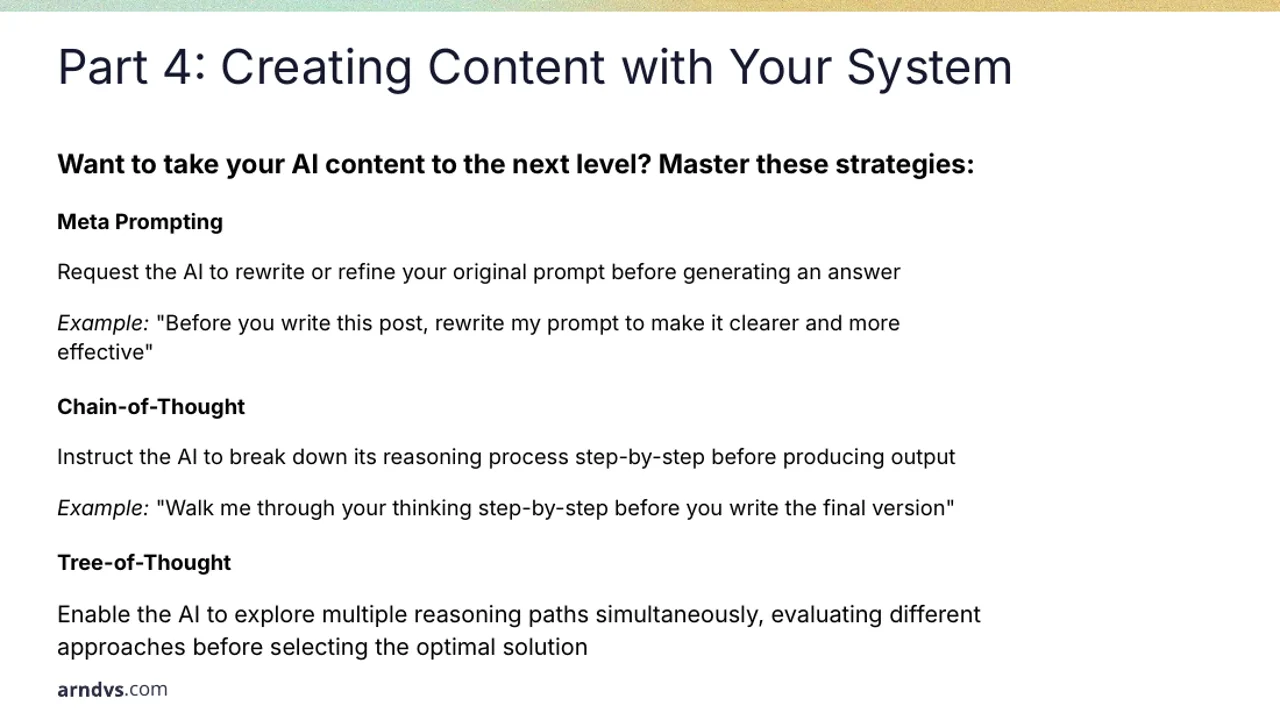 Part 4: Creating Content with Your System
Want to take your AI content to the next level? Master these strategies:
Meta Prompting
Request the AI to rewrite or refine your original prompt before generating an answer
Example: "Before you write this post, rewrite my prompt to make it clearer and more
effective"
Chain-of-Thought
Instruct the AI to break down its reasoning process step-by-step before producing output
Example: "Walk me through your thinking step-by-step before you write the final version"
Tree-of-Thought
Enable the AI to explore multiple reasoning paths simultaneously, evaluating different
approaches before selecting the optimal solution
arndvs.com